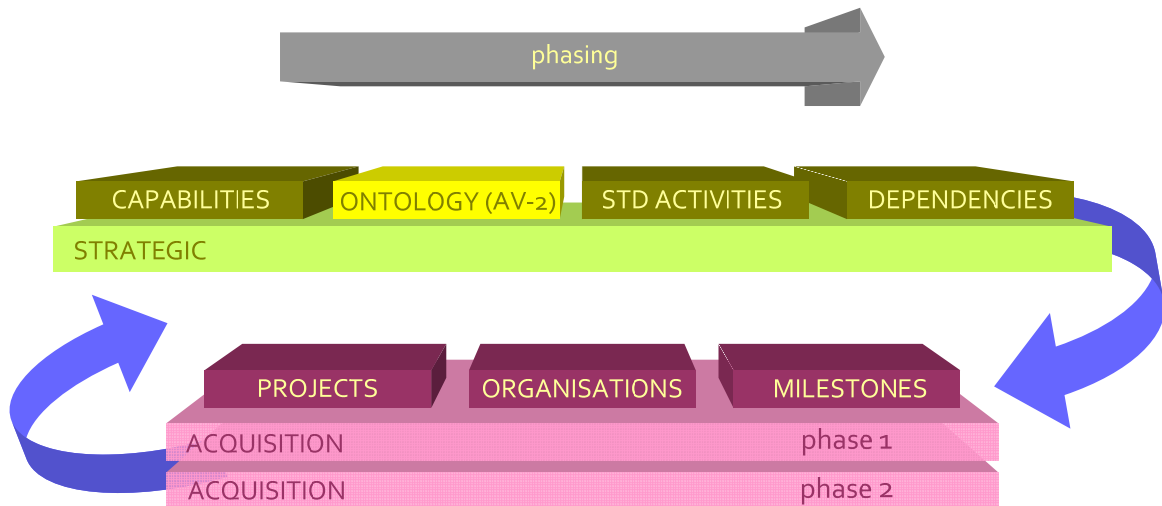 phasing
CAPABILITIES
ONTOLOGY (AV-2)
STD ACTIVITIES
DEPENDENCIES
STRATEGIC
PROJECTS
ORGANISATIONS
MILESTONES
ACQUISITION
phase 1
ACQUISITION
phase 2